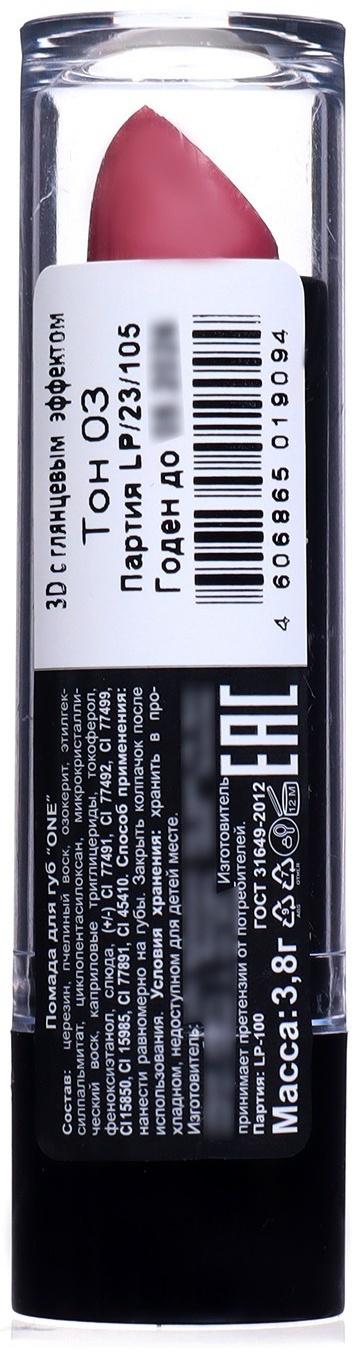 3D с глянцевым эффектом
Тон 03
Партия LP/23/105
Годен до
4 606865 019094
Помада для губ "ONE"
Состав: церезин, пчелиный воск, озокерит, этилгек-
силпальмитат, циклопентасилоксан, микрокристалли-
ческий воск, каприловые триглицериды, токоферол,
феноксиэтанол, слюда, (+/-) CI 77491, CI 77492, CI 77499,
CI 15850, CI 15985, CI 77891, CI 45410. Способ применения:
нанести равномерно на губы. Закрыть колпачок после
использования. Условия хранения: хранить в про-
хладном, недоступном для детей месте.
Изготовитель:
Изготовитель
принимает претензии от потребителей.
Партия: LP-100
ГОСТ 31649-2012
Масса: 3,8г
EAC
12 M